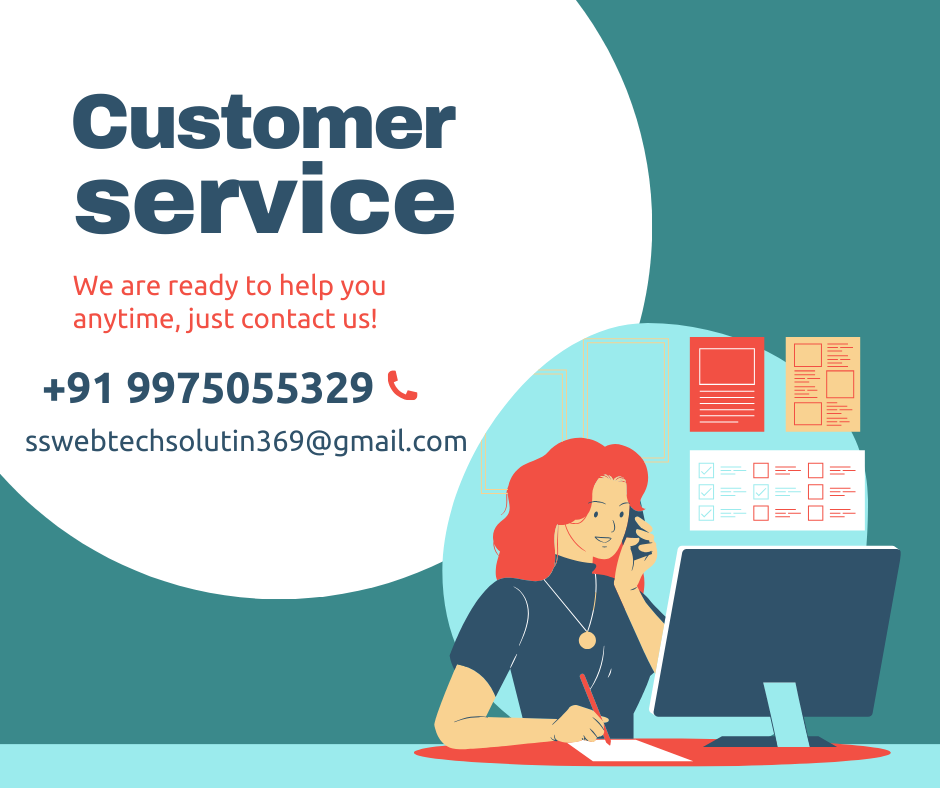 Customer
service
We are ready to help you
anytime, just contact us!
+91 9975055329
sswebtechsolutin369@gmail.com